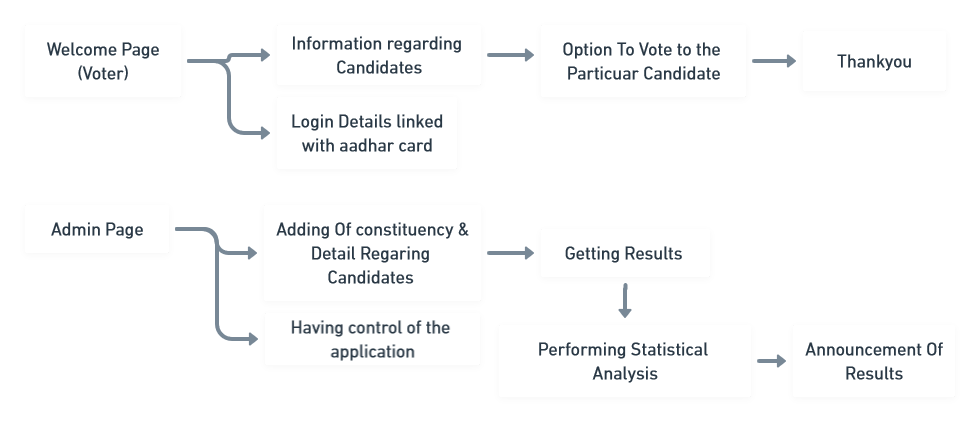 Welcome Page
(Voter)
Information regarding
Candidates
Option To Vote to the
Particuar Candidate
Thankyou
Login Details linked
with aadhar card
Admin Page
Adding Of constituency &
Detail Regaring
Candidates
Getting Results
Having control of the
application
Performing Statistical
Analysis
Announcement Of
Results